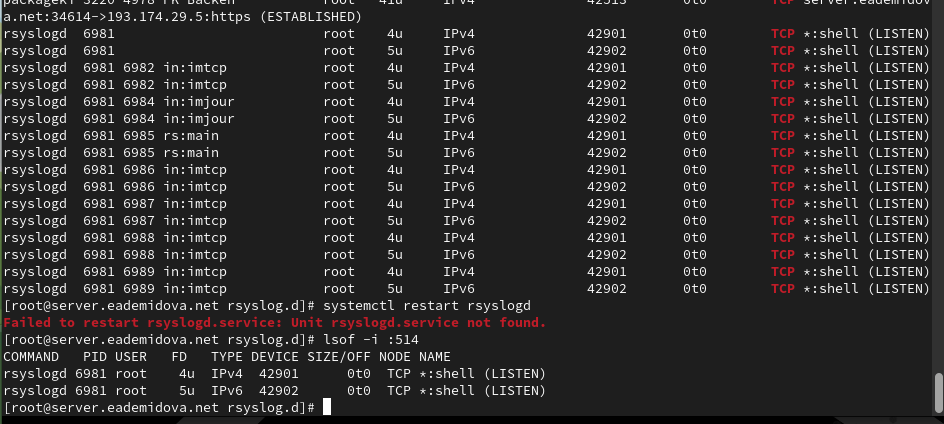 packagekit 3220 4978 PK-Backen root 41u IPv4 42513 0t0 TCP server.eademidov
a.net:34614->193.174.29.5:https (ESTABLISHED)
rsyslogd 6981 root 4u IPv4 42901 0t0 TCP *:shell (LISTEN)
rsyslogd 6981 root 5u IPv6 42902 0t0 TCP *:shell (LISTEN)
rsyslogd 6981 6982 in:imtcp root 4u IPv4 42901 0t0 TCP *:shell (LISTEN)
rsyslogd 6981 6982 in:imtcp root 5u IPv6 42902 0t0 TCP *:shell (LISTEN)
rsyslogd 6981 6984 in:imjour root 4u IPv4 42901 0t0 TCP *:shell (LISTEN)
rsyslogd 6981 6984 in:imjour root 5u IPv6 42902 0t0 TCP *:shell (LISTEN)
rsyslogd 6981 6985 rs:main root 4u IPv4 42901 0t0 TCP *:shell (LISTEN)
rsyslogd 6981 6985 rs:main root 5u IPv6 42902 0t0 TCP *:shell (LISTEN)
rsyslogd 6981 6986 in:imtcp root 4u IPv4 42901 0t0 TCP *:shell (LISTEN)
rsyslogd 6981 6986 in:imtcp root 5u IPv6 42902 0t0 TCP *:shell (LISTEN)
rsyslogd 6981 6987 in:imtcp root 4u IPv4 42901 0t0 TCP *:shell (LISTEN)
rsyslogd 6981 6987 in:imtcp root 5u IPv6 42902 0t0 TCP *:shell (LISTEN)
rsyslogd 6981 6988 in:imtcp root 4u IPv4 42901 0t0 TCP *:shell (LISTEN)
rsyslogd 6981 6988 in:imtcp root 5u IPv6 42902 0t0 TCP *:shell (LISTEN)
rsyslogd 6981 6989 in:imtcp root 4u IPv4 42901 0t0 TCP *:shell (LISTEN)
rsyslogd 6981 6989 in:imtcp root 5u IPv6 42902 0t0 TCP *:shell (LISTEN)
[root@server.eademidova.net rsyslog.d]# systemctl restart rsyslogd
Failed to restart rsyslogd.service: Unit rsyslogd.service not found.
[root@server.eademidova.net rsyslog.d]# lsof -i :514
COMMAND PID USER FD TYPE DEVICE SIZE/OFF NODE NAME
rsyslogd 6981 root 4u IPv4 42901 0t0 TCP *:shell (LISTEN)
rsyslogd 6981 root 5u IPv6 42902 0t0 TCP *:shell (LISTEN)
[root@server.eademidova.net rsyslog.d]#